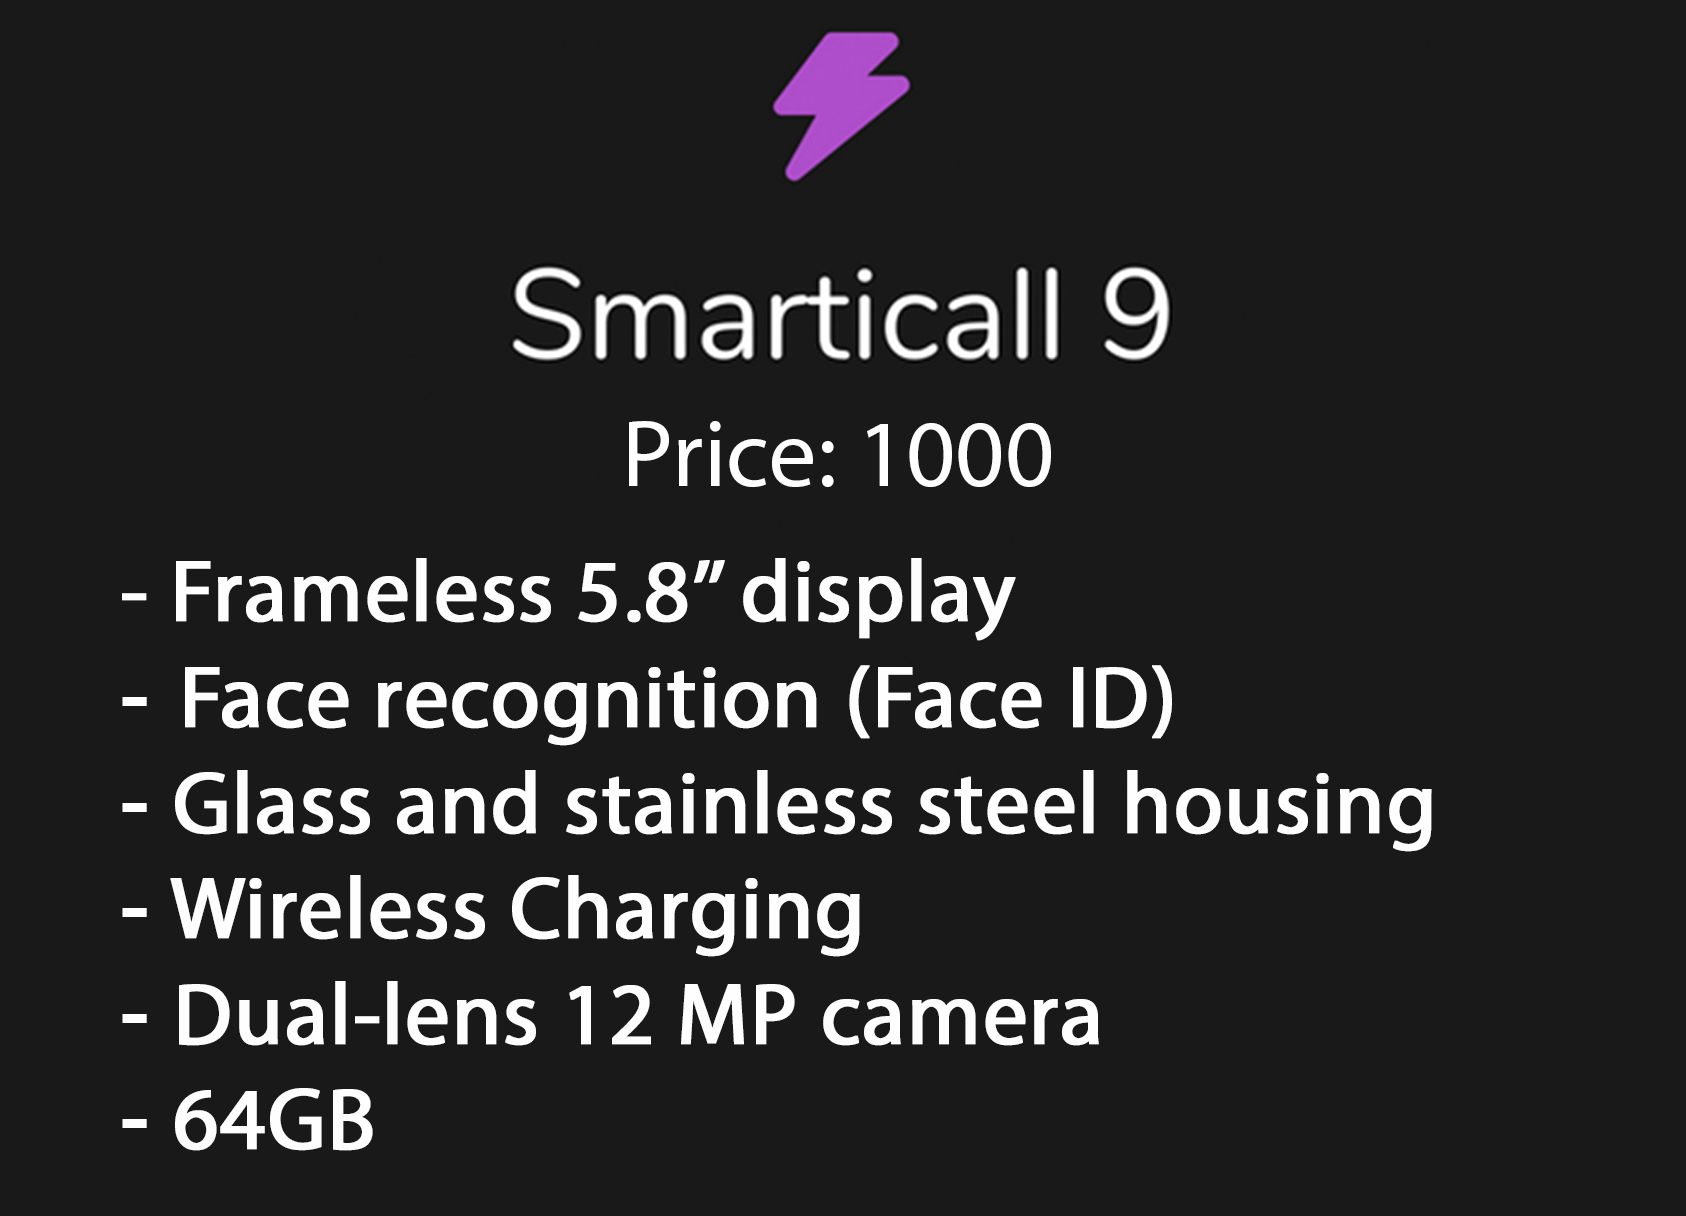 Smarticall 9
Price: 1000
- Frameless 5.8” display
- Face recognition (Face ID)
- Glass and stainless steel housing
- Wireless Charging
- Dual-lens 12 MP camera
- 64GB